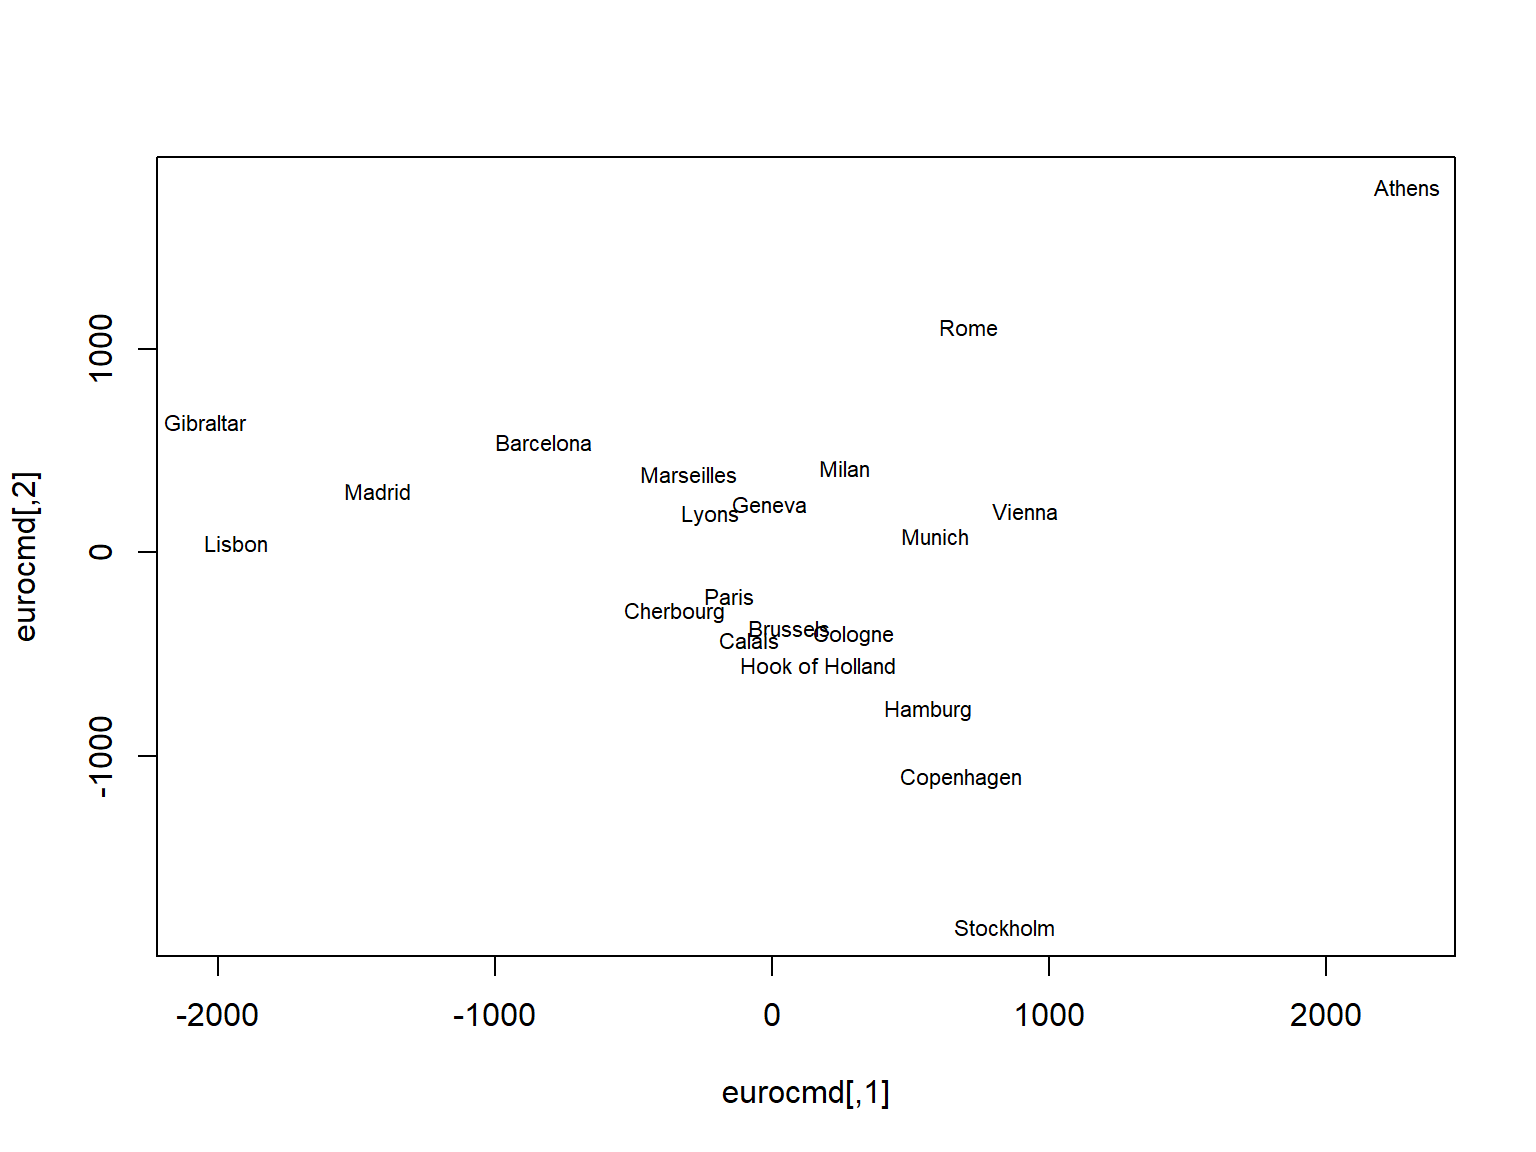 Athens
Rome
1000
Gibraltar
Barcelona
Milan
Marseilles
Madrid
Geneva
Lyons
Vienna
Munich
Lisbon
0
eurocmd[,2]
Paris
Cherbourg
Brussels
Cologne
Calais
Hook of Holland
Hamburg
-1000
Copenhagen
Stockholm
-2000 -1000 0 1000 2000
eurocmd[,1]